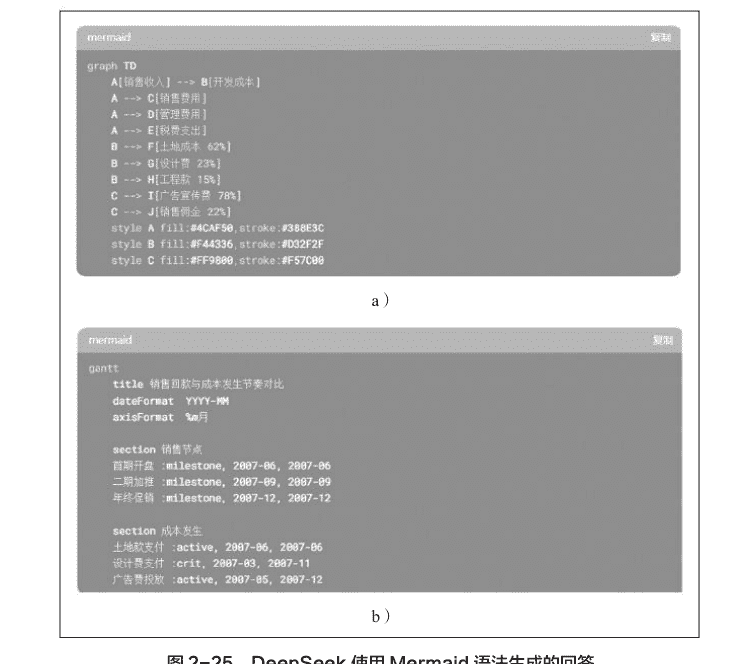 mermaid 复制
graph TD
A[销售收入] --> B[开发成本]
A --> C[销售费用]
A --> D[管理费用]
A --> E[税费支出]
B --> F[土地成本 62%]
B --> G[设计费 23%]
B --> H[工程款 15%]
C --> I[广告宣传费 78%]
C --> J[销售佣金 22%]
style A fill:#4CAF50,stroke:#388E3C
style B fill:#F44336,stroke:#D32F2F
style C fill:#FF9800,stroke:#F57C00
a）
mermaid 复制
gantt
title 销售回款与成本发生节奏对比
dateFormat YYYY-MM
axisFormat %m月
section 销售节点
首期开盘 :milestone, 2007-06, 2007-06
二期加推 :milestone, 2007-09, 2007-09
年终促销 :milestone, 2007-12, 2007-12
section 成本发生
土地款支付 :active, 2007-06, 2007-06
设计费支付 :crit, 2007-03, 2007-11
广告费投放 :active, 2007-05, 2007-12
b）
图 2-25 DeepSeek 使用 Mermaid 语法生成的回答